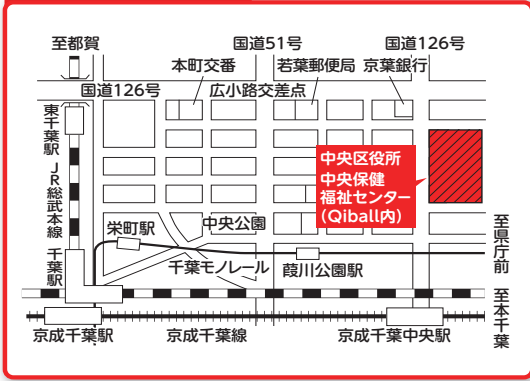 至都賀
国道51号
国道126号
本町交番
若葉郵便局
京葉銀行
国道126号
広小路交差点
東千葉駅
JR総武本線
中央区役所
中央保健
福祉センター
(Qiball内)
栄町駅
中央公園
至県庁前
千葉駅
千葉モノレール
葭川公園駅
至本千葉
京成千葉駅
京成千葉線
京成千葉中央駅